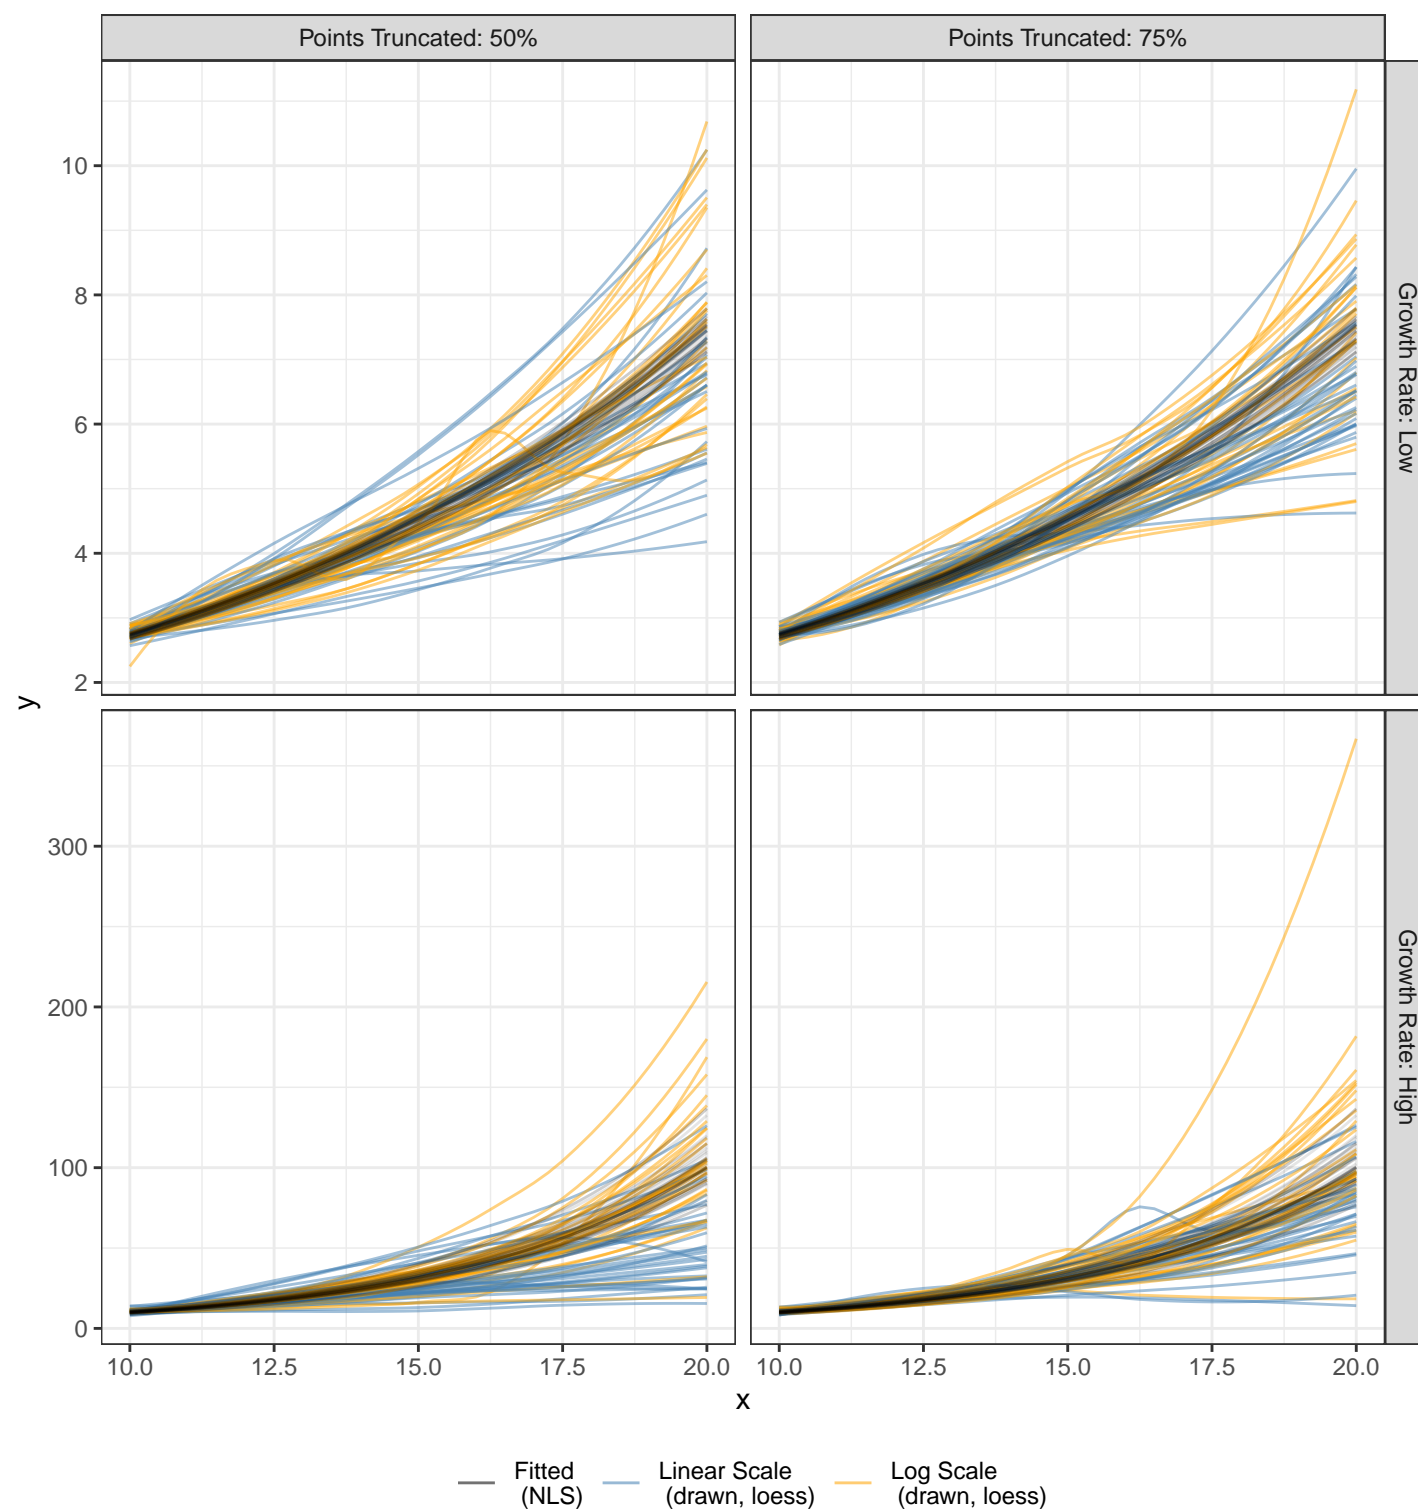 Points Truncated: 50%
Points Truncated: 75%
10
8
6
4
2
Growth Rate: Low
y
300
200
100
0
Growth Rate: High
10.0
12.5
15.0
17.5
20.0
10.0
12.5
15.0
17.5
20.0
x
Fitted
(NLS)
Linear Scale
(drawn, loess)
Log Scale
(drawn, loess)